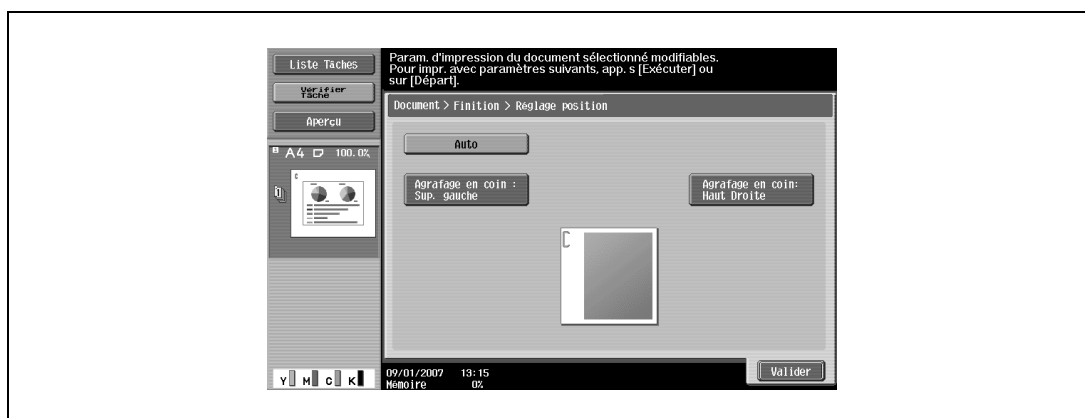 Liste Tâches
Vérifier
Tâche
Aperçu
A4 100.0%
Y M C K
Param. d'impression du document sélectionné modifiables.
Pour impr. avec paramètres suivants, app. s [Exécuter] ou
sur [Départ].
Document > Finition > Réglage position
Auto
Agrafage en coin :
Sup. gauche
Agrafage en coin:
Haut Droite
09/01/2007 13:15
Mémoire 0%
Valider